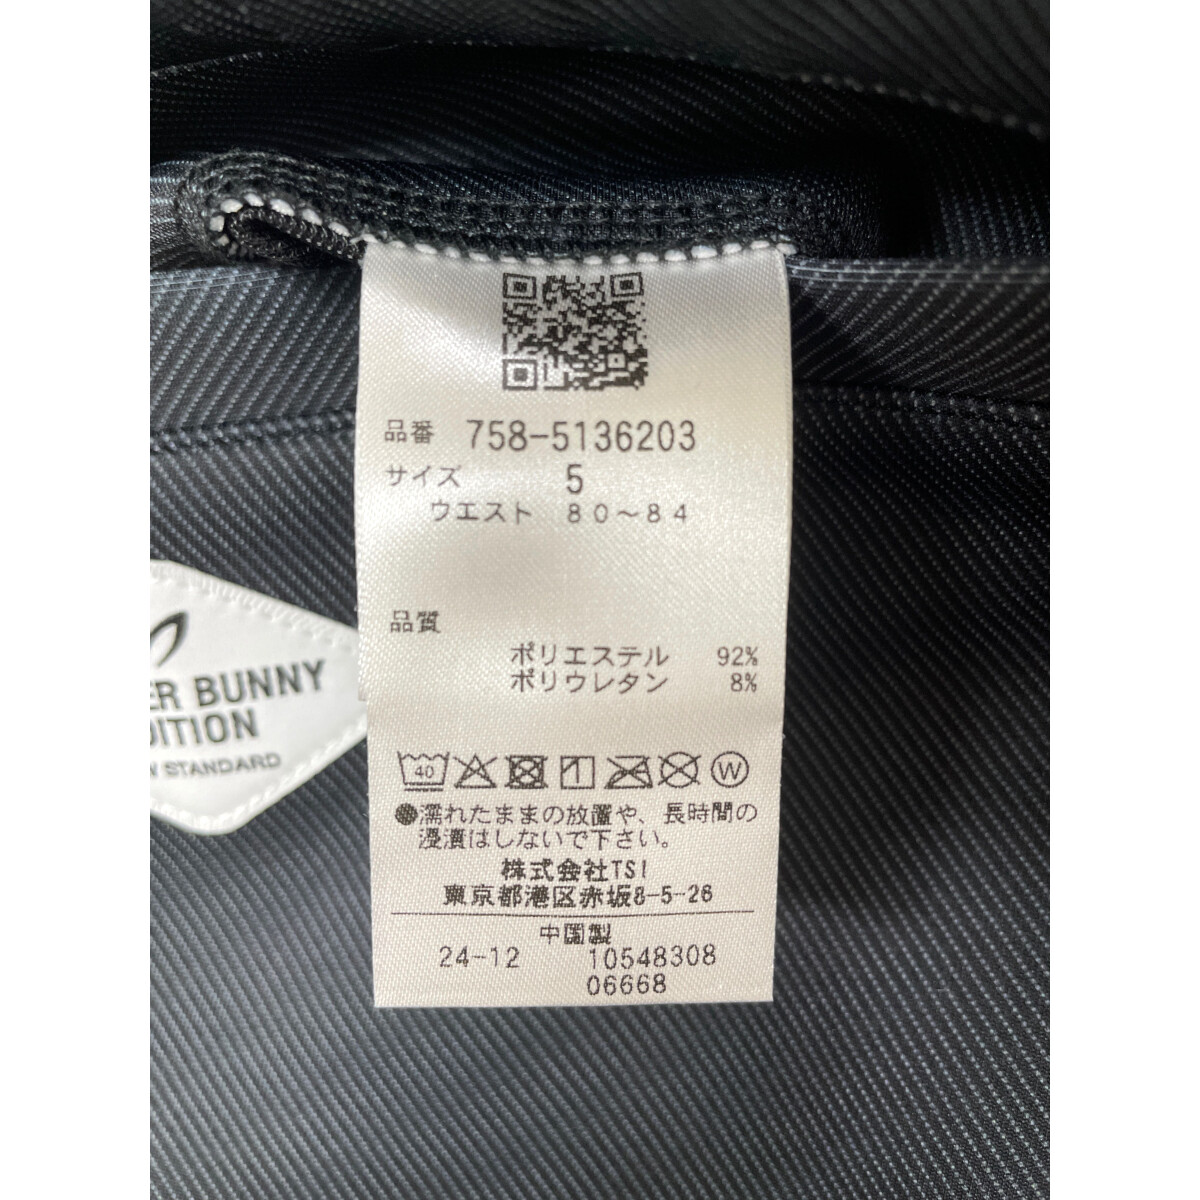 品番 758-5136203
サイズ 5
ウエスト 80～84
品質
ポリエステル 92%
ポリウレタン 8%
40
W
●濡れたままの放置や、長時間の
浸漬はしないで下さい。
株式会社TSI
東京都港区赤坂8-5-26
中国製
24-12 10548308
06668
ER BUNNY
DITION
N STANDARD